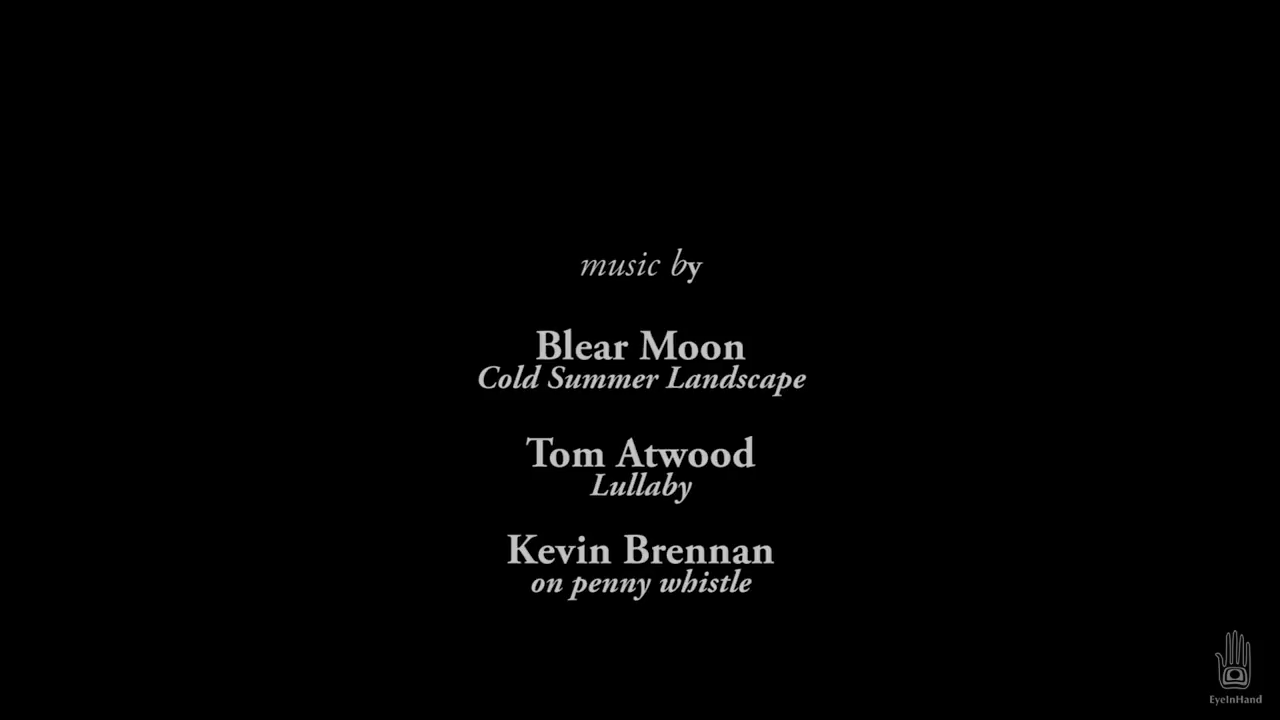 music by
Blear Moon
Cold Summer Landscape
Tom Atwood
Lullaby
Kevin Brennan
on penny whistle
EyeInHand